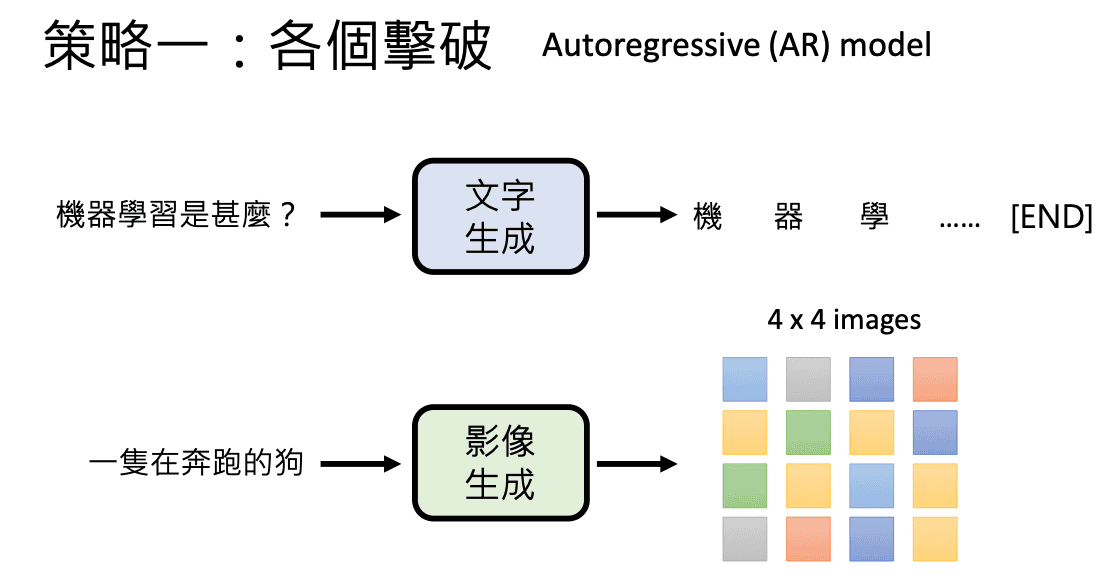 策略一：各個擊破 Autoregressive (AR) model
機器學習是甚麼？
文字
生成
機 器 學 …… [END]
4 x 4 images
一隻在奔跑的狗
影像
生成